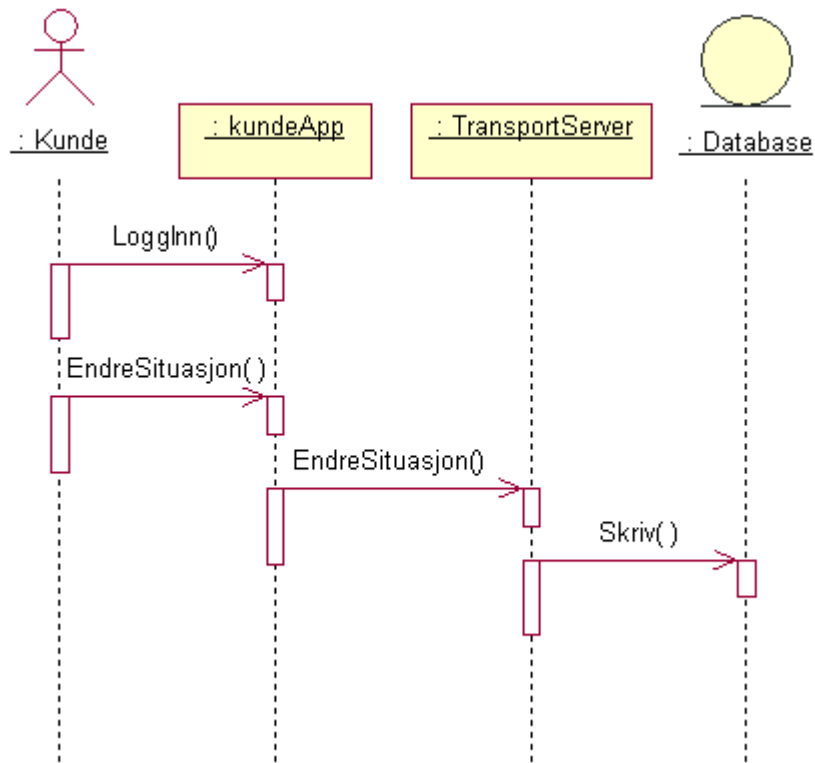 : Kunde
: kundeApp
: TransportServer
: Database
LoggInn()
EndreSituasjon( )
EndreSituasjon()
Skriv( )